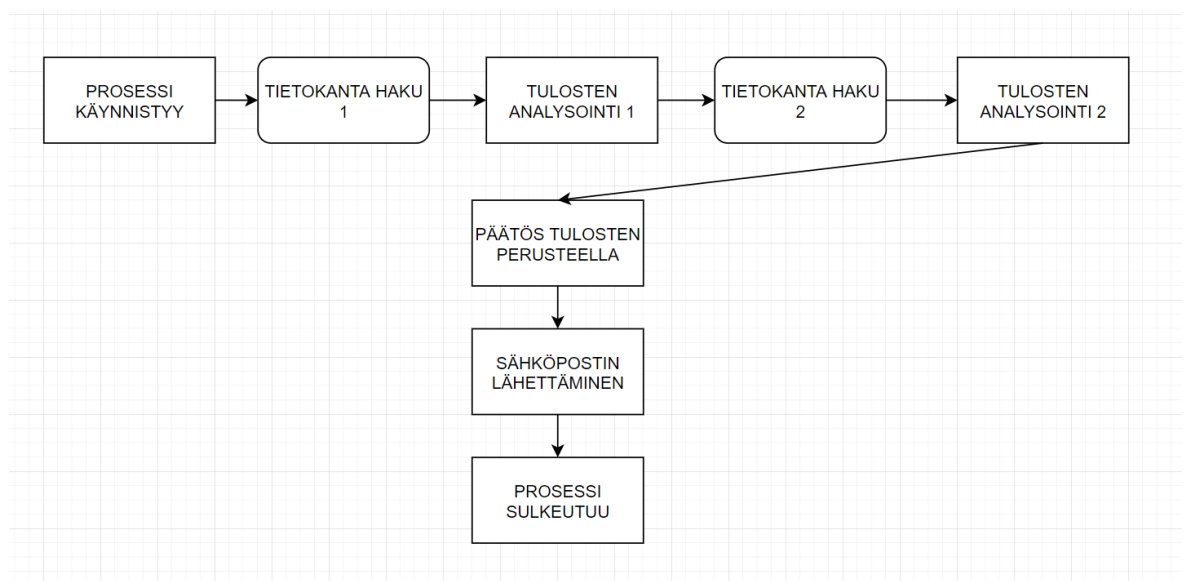 PROSESSI
KÄYNNISTYY
TIETOKANTA HAKU
1
TULOSTEN
ANALYSOINTI 1
TIETOKANTA HAKU
2
TULOSTEN
ANALYSOINTI 2
PÄÄTÖS TULOSTEN
PERUSTEELLA
SÄHKÖPOSTIN
LÄHETTÄMINEN
PROSESSI
SULKEUTUU